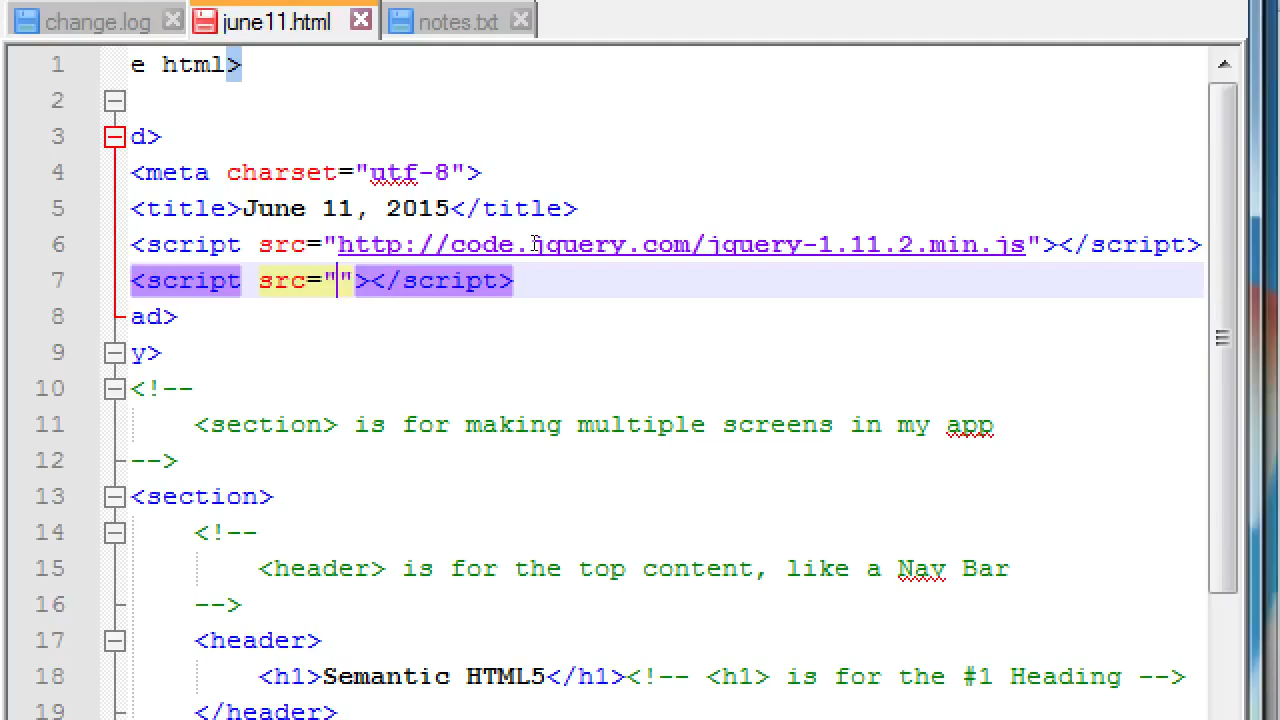 change.log june11.html notes.txt
1 e html>
2
3 d>
4 <meta charset="utf-8">
5 <title>June 11, 2015</title>
6 <script src="http://code.jquery.com/jquery-1.11.2.min.js"></script>
7 <script src=""></script>
8 ad>
9 y>
10 <!--
11 <section> is for making multiple screens in my app
12 -->
13 <section>
14 <!--
15 <header> is for the top content, like a Nav Bar
16 -->
17 <header>
18 <h1>Semantic HTML5</h1><!-- <h1> is for the #1 Heading -->
19 </header>